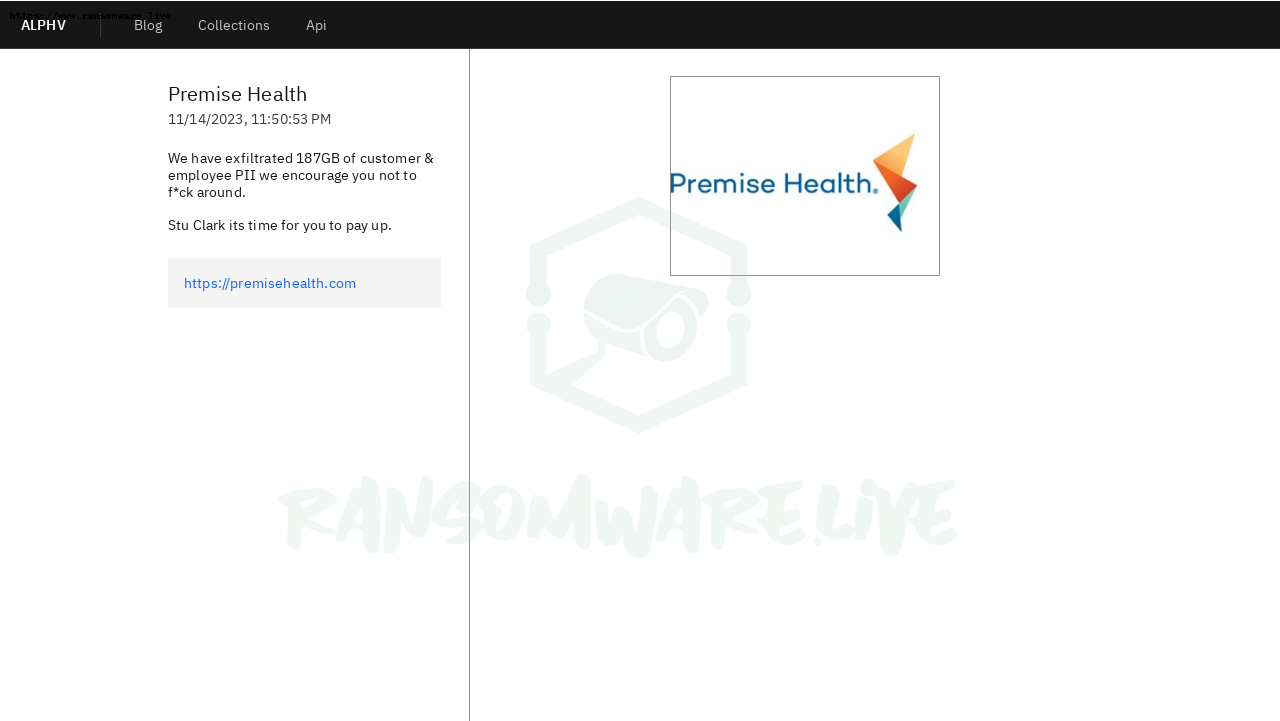 https://www.ransomware.live
ALPHV
Blog
Collections
Api
Premise Health
11/14/2023, 11:50:53 PM
We have exfiltrated 187GB of customer &
employee PII we encourage you not to
f*ck around.
Stu Clark its time for you to pay up.
https://premisehealth.com
Premise Health®
RANSOMWARE.LIVE